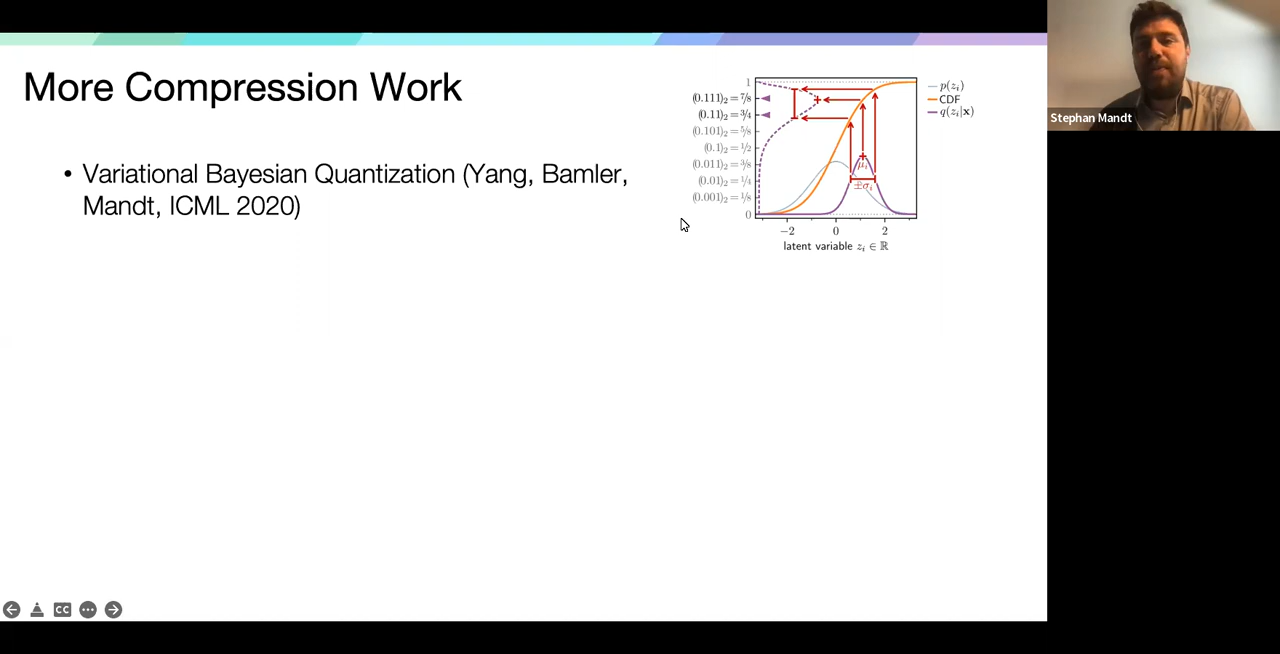 More Compression Work
• Variational Bayesian Quantization (Yang, Bamler,
Mandt, ICML 2020)
1
(0.111)₂ = ⁷/₈
(0.11)₂ = ³/₄
(0.101)₂ = ⁵/₈
(0.1)₂ = ¹/₂
(0.011)₂ = ³/₈
(0.01)₂ = ¹/₄
(0.001)₂ = ¹/₈
0
μᵢ
±σᵢ
−2 0 2
latent variable zᵢ ∈ ℝ
p(zᵢ)
CDF
q(zᵢ|x)
Stephan Mandt
CC